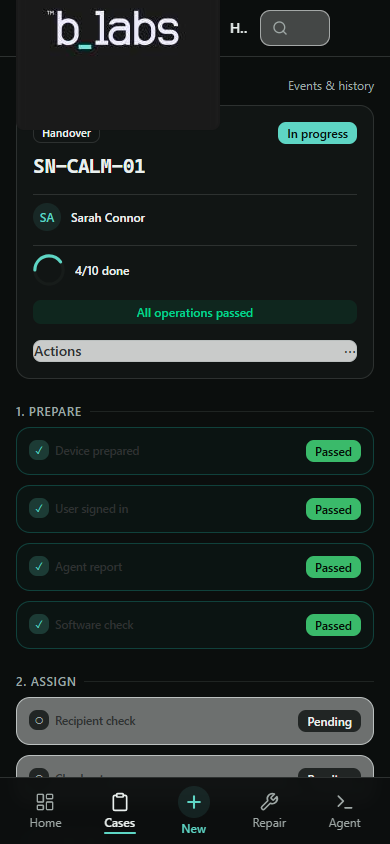 ™b_labs
H..
Events & history
Handover
In progress
SN-CALM-01
SA
Sarah Connor
4/10 done
All operations passed
Actions
...
1. PREPARE
Device prepared
Passed
User signed in
Passed
Agent report
Passed
Software check
Passed
2. ASSIGN
Recipient check
Pending
Home
Cases
New
Repair
Agent